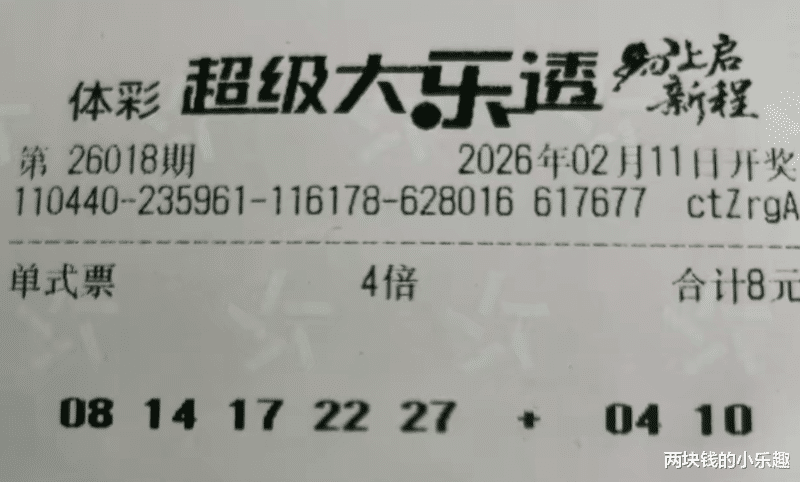 体彩 超级大乐透 马上启
新程
第 26018期 2026年02月11日开奖
110440-235961-116178-628016 617677 ctZrgA
单式票 4倍 合计8元
08 14 17 22 27 + 04 10
两块钱的小乐趣